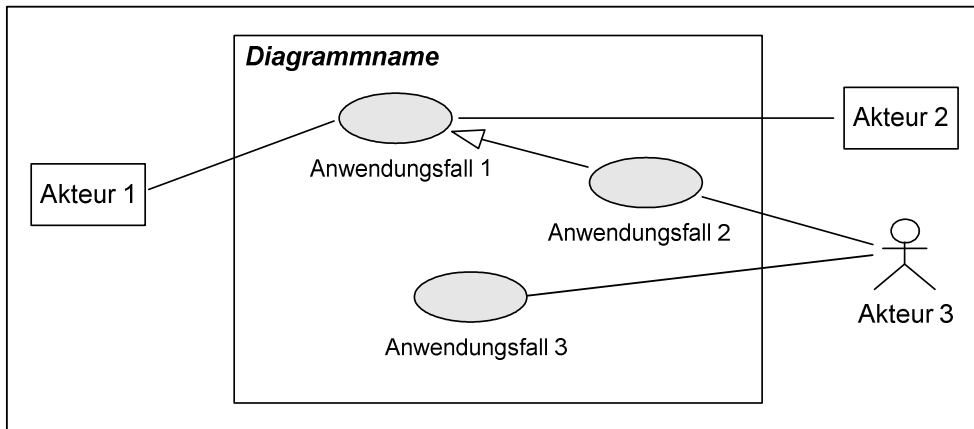 Diagrammname
Akteur 2
Anwendungsfall 1
Akteur 1
Anwendungsfall 2
Akteur 3
Anwendungsfall 3